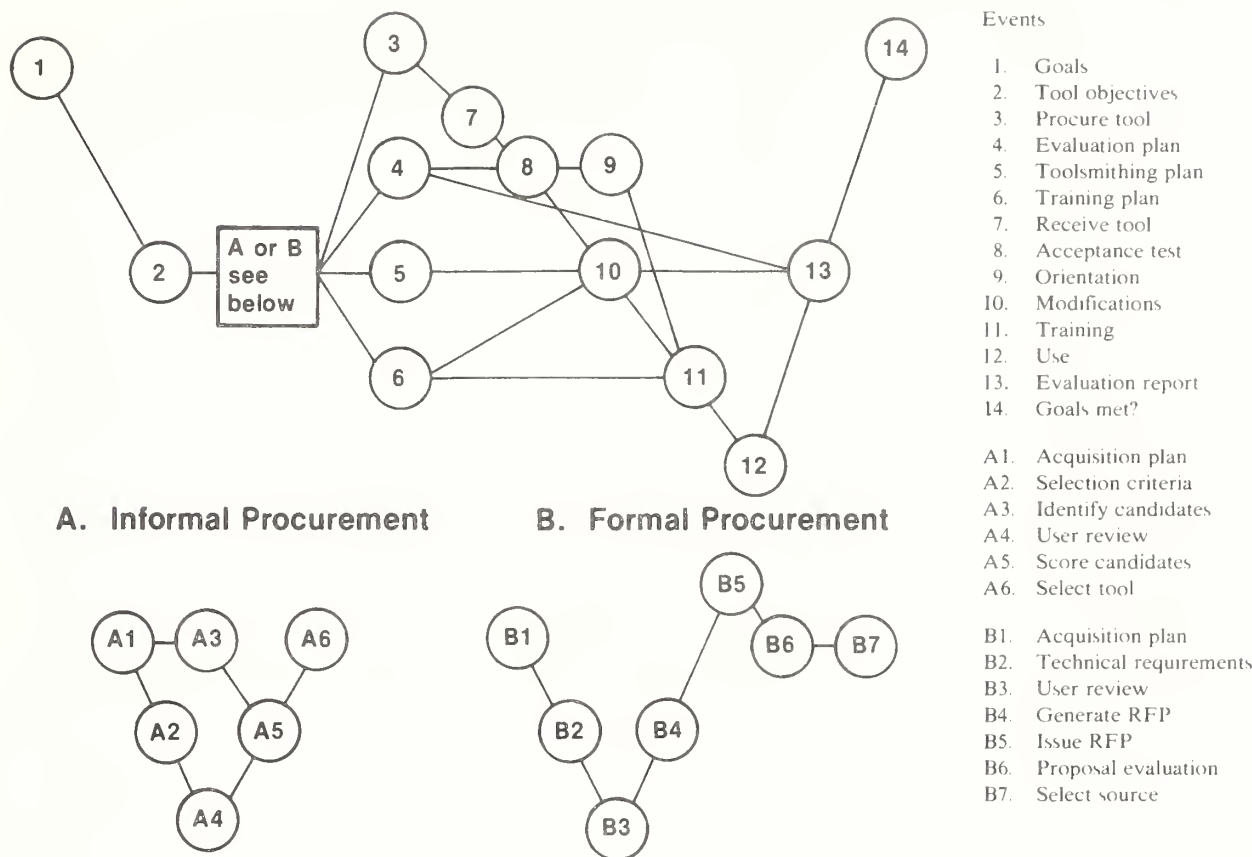 1
3
14
7
4
8
9
2
A or B
see
below
5
10
13
6
11
12
A. Informal Procurement
B. Formal Procurement
A1
A3
A6
A2
A5
A4
B1
B2
B3
B4
B5
B6
B7
Events
1. Goals
2. Tool objectives
3. Procure tool
4. Evaluation plan
5. Toolsmithing plan
6. Training plan
7. Receive tool
8. Acceptance test
9. Orientation
10. Modifications
11. Training
12. Use
13. Evaluation report
14. Goals met?
A1. Acquisition plan
A2. Selection criteria
A3. Identify candidates
A4. User review
A5. Score candidates
A6. Select tool
B1. Acquisition plan
B2. Technical requirements
B3. User review
B4. Generate RFP
B5. Issue RFP
B6. Proposal evaluation
B7. Select source